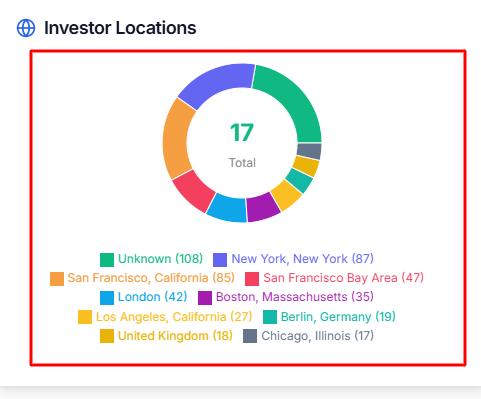 Investor Locations
17
Total
Unknown (108) New York, New York (87)
San Francisco, California (85) San Francisco Bay Area (47)
London (42) Boston, Massachusetts (35)
Los Angeles, California (27) Berlin, Germany (19)
United Kingdom (18) Chicago, Illinois (17)